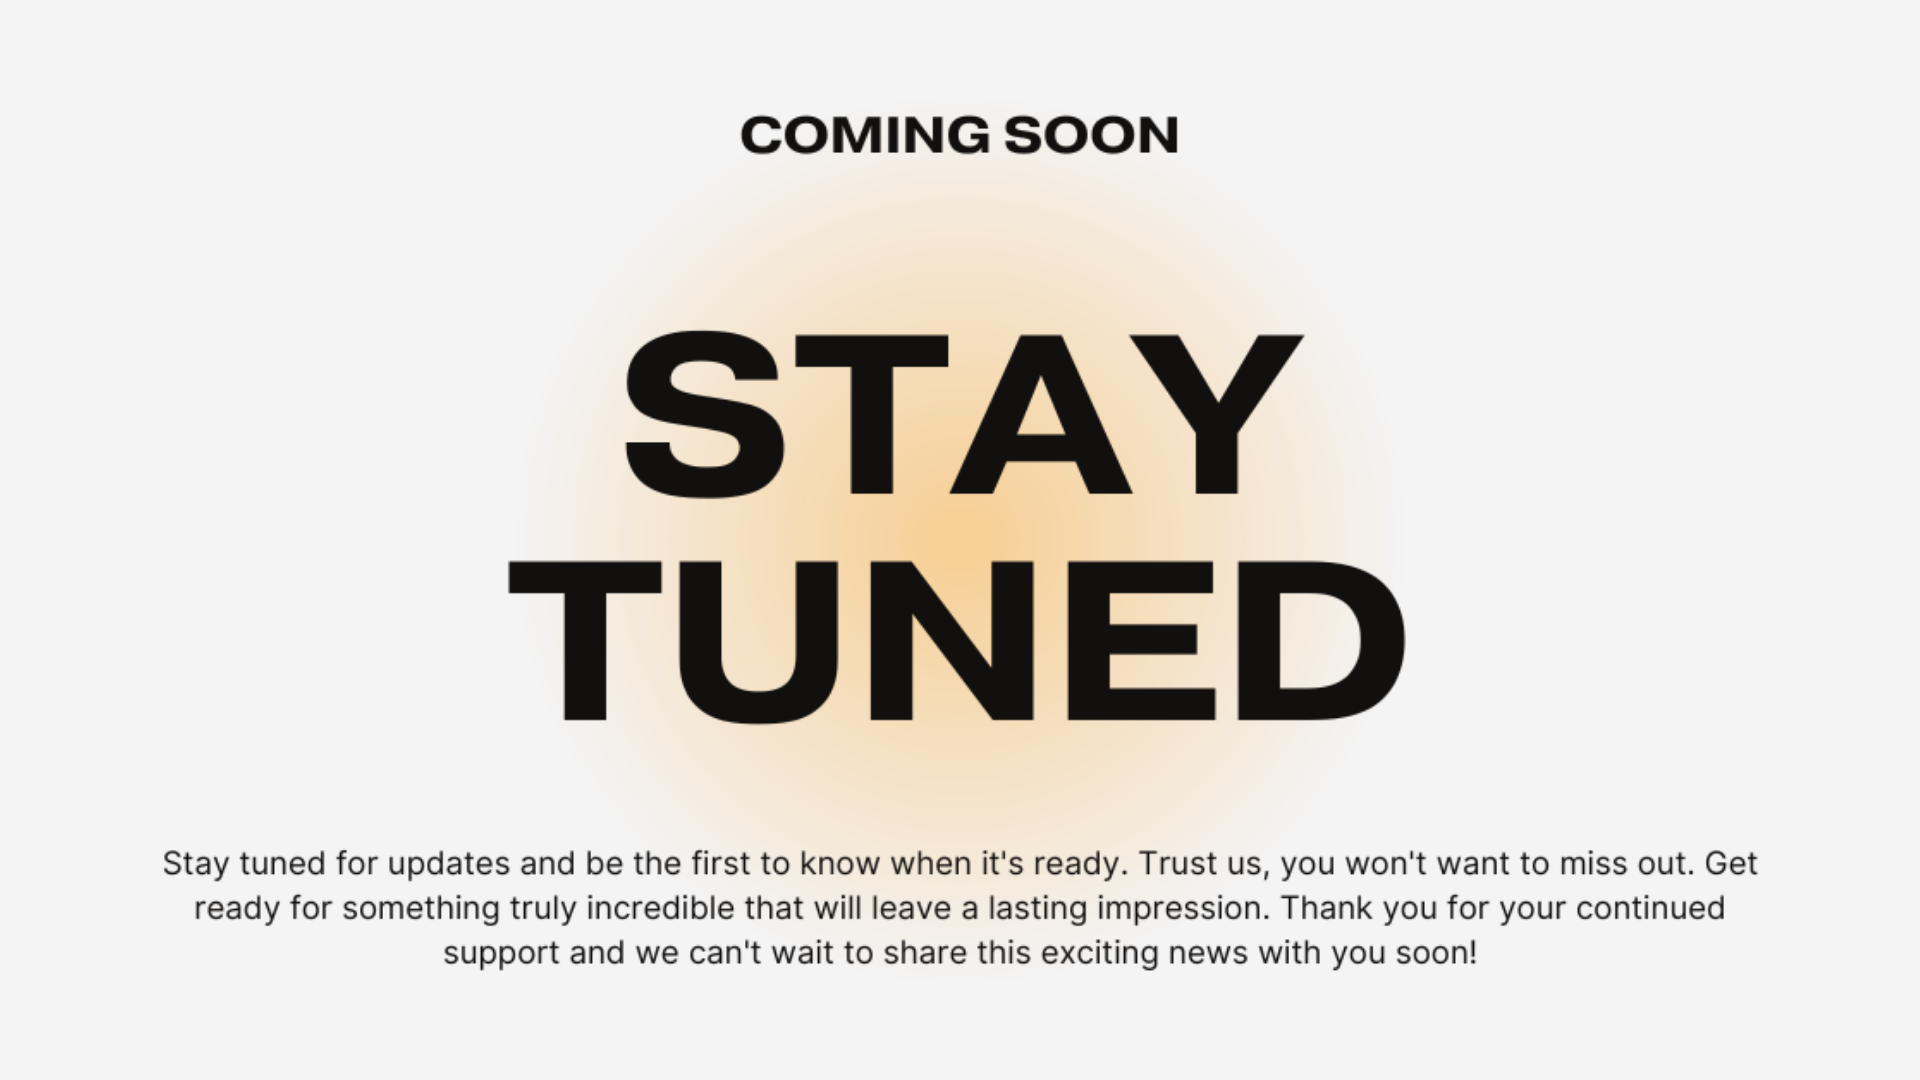 COMING SOON
STAY
TUNED
Stay tuned for updates and be the first to know when it's ready. Trust us, you won't want to miss out. Get
ready for something truly incredible that will leave a lasting impression. Thank you for your continued
support and we can't wait to share this exciting news with you soon!